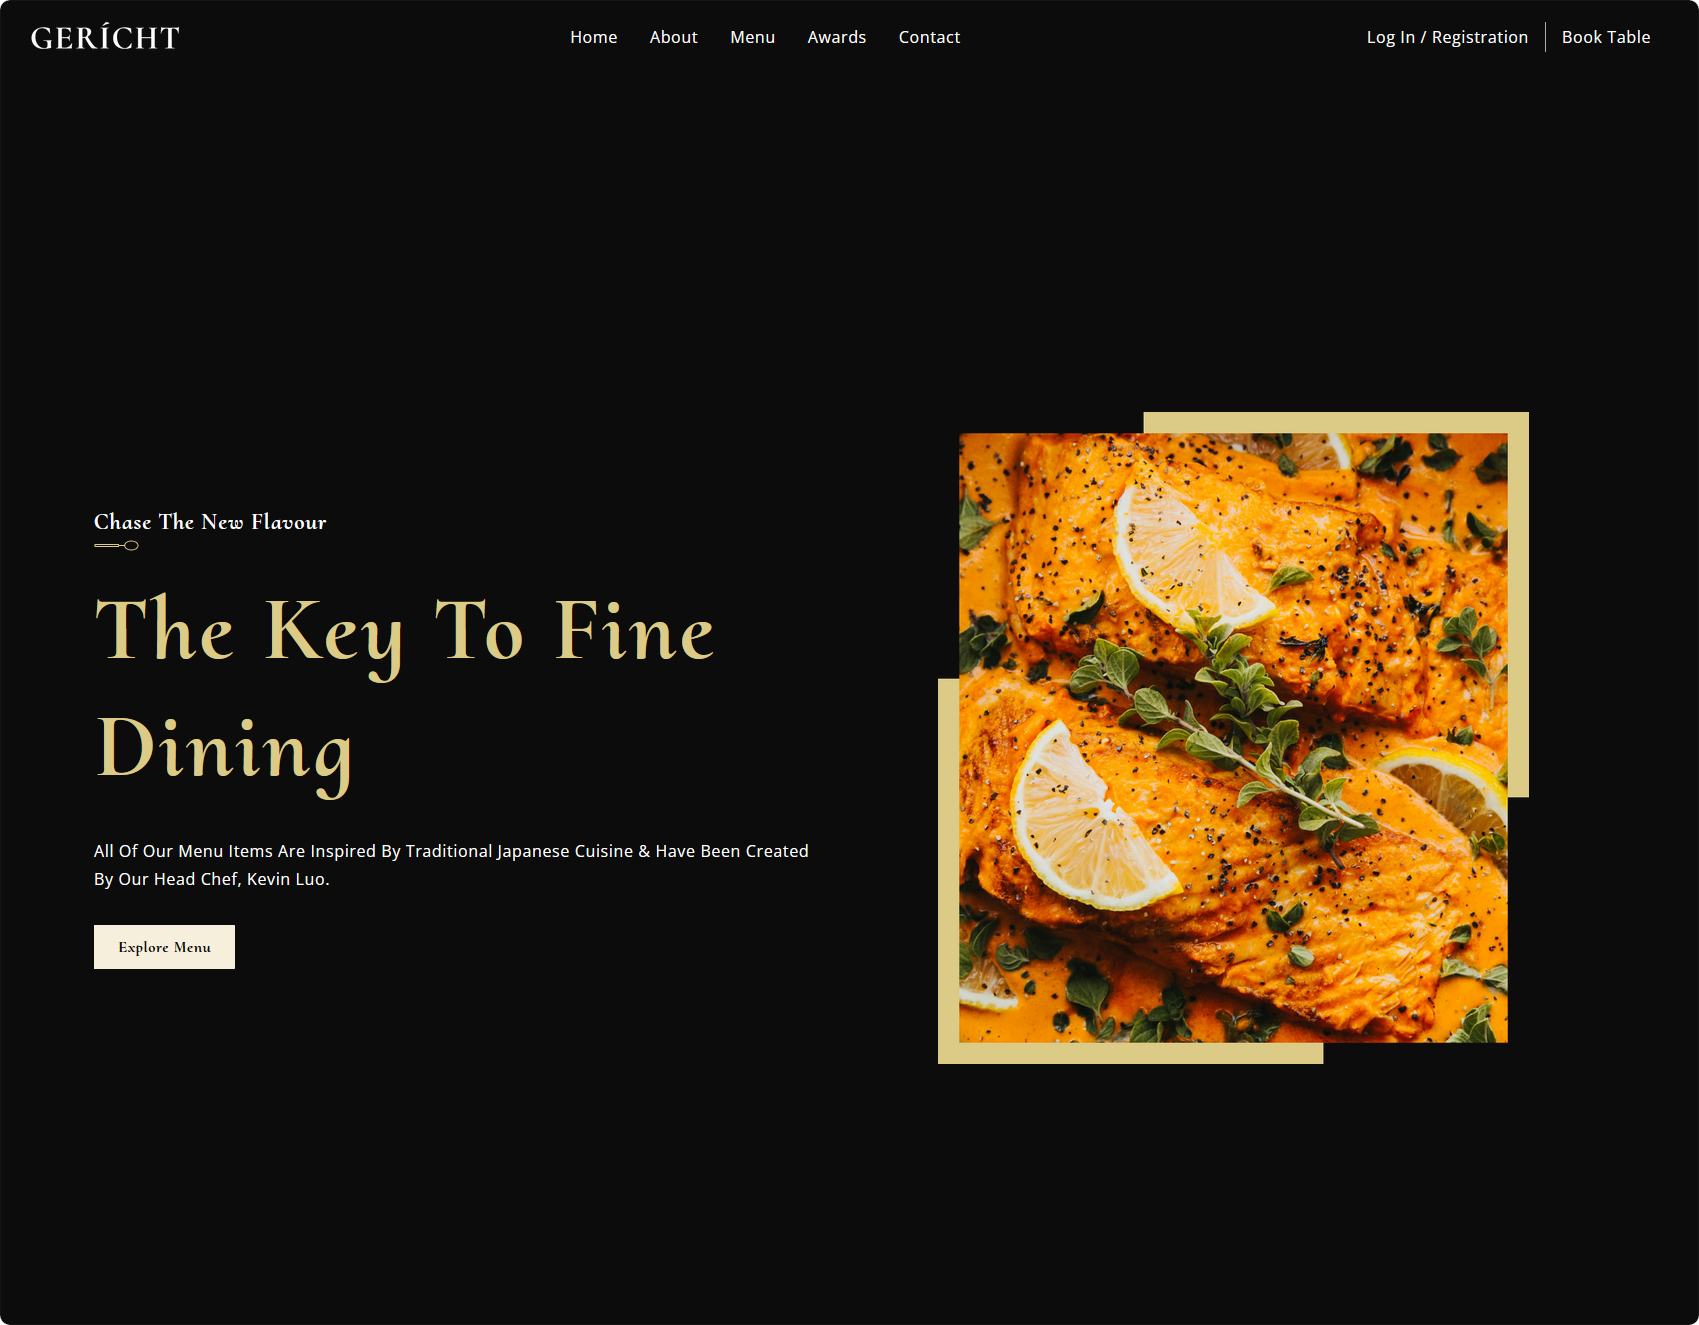 GERÍCHT
Home About Menu Awards Contact
Log In / Registration Book Table
Chase The New Flavour
The Key To Fine
Dining
All Of Our Menu Items Are Inspired By Traditional Japanese Cuisine & Have Been Created
By Our Head Chef, Kevin Luo.
Explore Menu